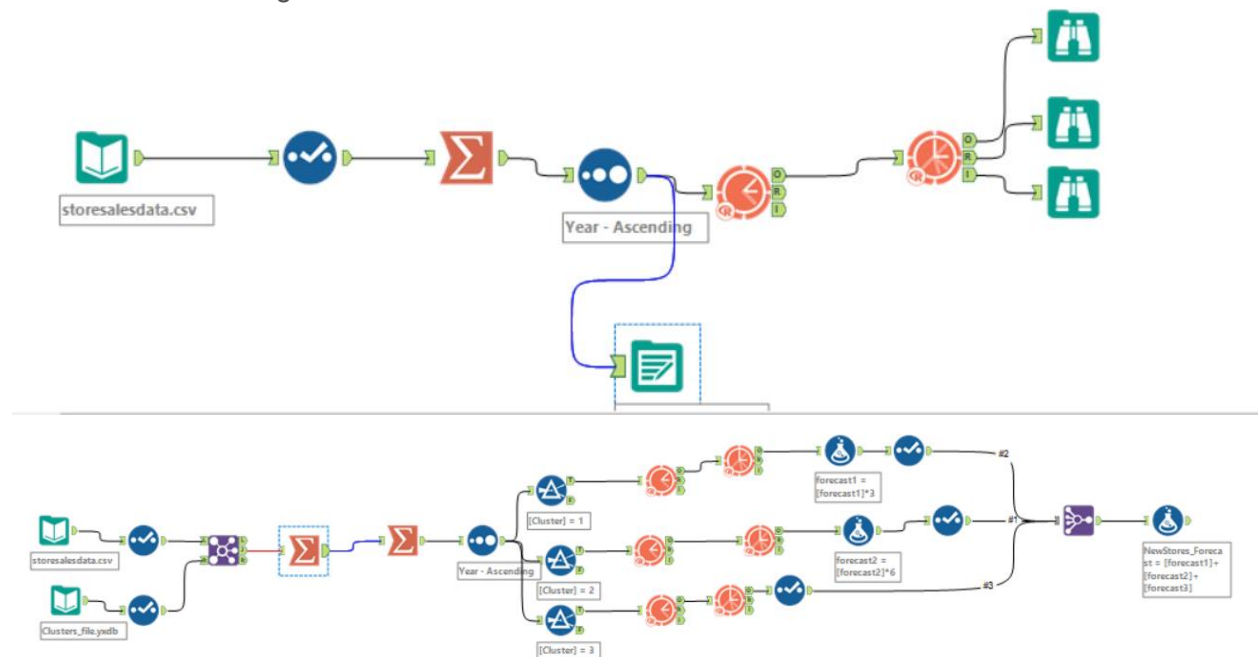 storesalesdata.csv
Year - Ascending
O
R
I
O
R
I
#2
forecast1 =
[forecast1]*3
[Cluster] = 1
#1
storesalesdata.csv
Year - Ascending
forecast2 =
[forecast2]*6
NewStores_Foreca
st = [forecast1]+
[forecast2]+
[forecast3]
[Cluster] = 2
#3
Clusters_file.yxdb
[Cluster] = 3